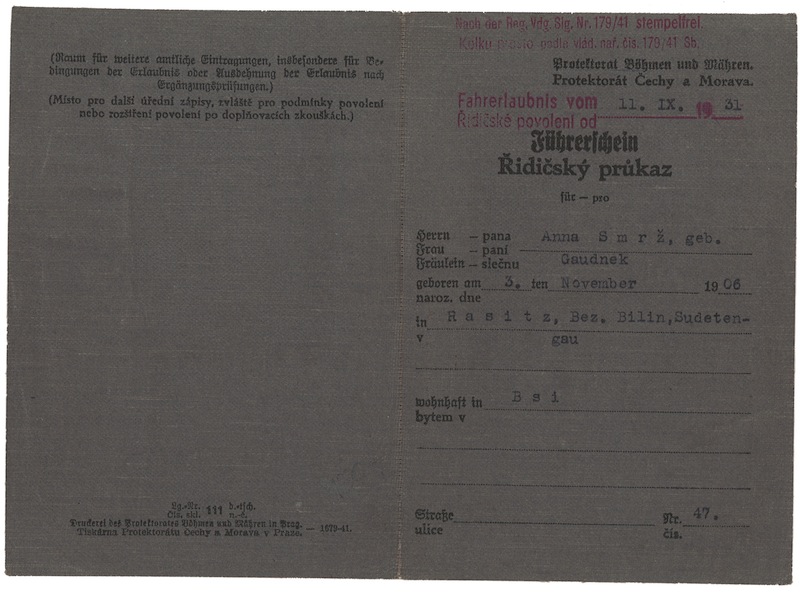 (Raum für weitere amtliche Eintragungen, insbesondere für Be-
dingungen der Erlaubnis oder Ausdehnung der Erlaubnis nach
Ergänzungsprüfungen.)
(Místo pro další úřední zápisy, zvláště pro podmínky povolení
nebo rozšíření povolení po doplňovacích zkouškách.)
Lg.-Nr. 111 d.-tsch.
Čís. skl. n.-č.
Druckerei des Protektorates Böhmen und Mähren in Prag. — 1679-41.
Tiskárna Protektorátu Čechy a Morava v Praze.
Nach der Reg. Vdg. Slg. Nr. 179/41 stempelfrei.
Kolku prosto podle vlád. nař. čís. 179/41 Sb.
Protektorat Böhmen und Mähren.
Protektorát Čechy a Morava.
Fahrerlaubnis vom 11. IX. 19 31
Řidičské povolení od
Führerschein
Řidičský průkaz
für — pro
Herrn — pana Anna S m r ž, geb.
Frau — paní
Fräulein — slečnu Gaudnek
geboren am 3. ten November 1906
naroz. dne
in R a s i t z, Bez. Bilin,Sudeten-
v gau
wohnhaft in B s i
bytem v
Straße Nr. 47.
ulice čís.